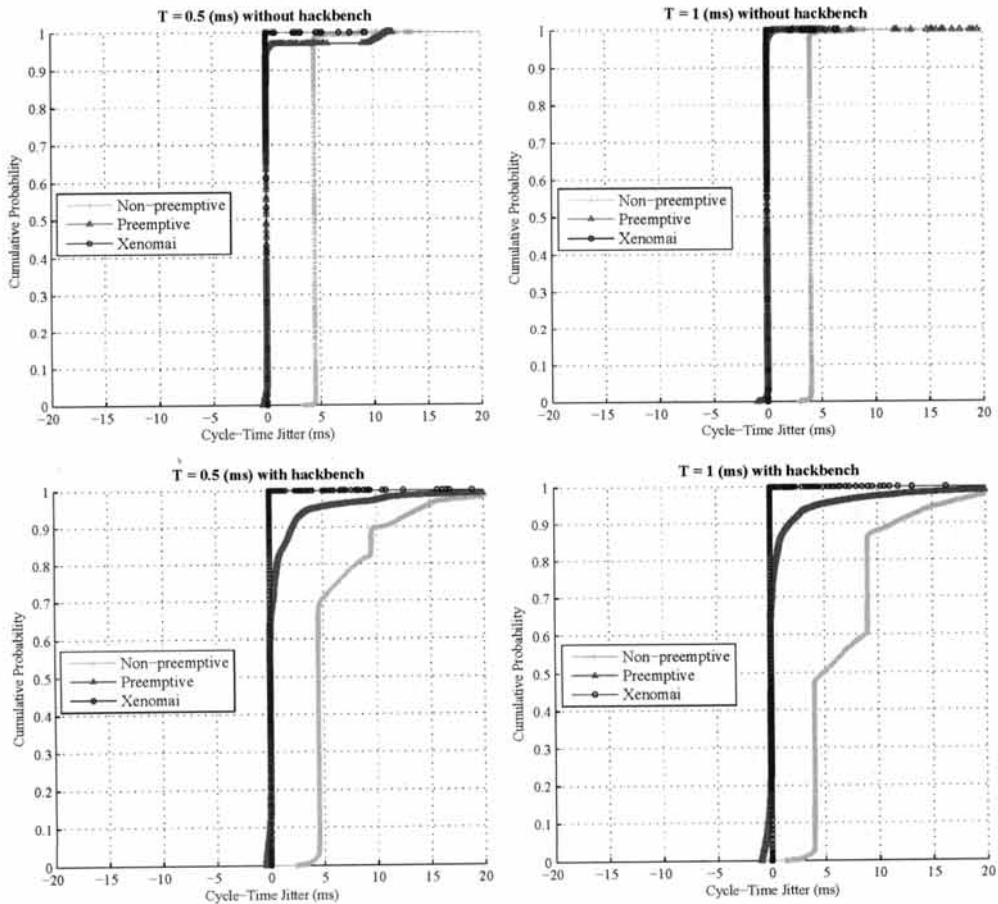 T = 0.5 (ms) without hackbench
1
0.9
0.8
0.7
0.6
0.5
0.4
0.3
0.2
0.1
0
Cumulative Probability
Non-preemptive
Preemptive
Xenomai
−20 −15 −10 −5 0 5 10 15 20
Cycle−Time Jitter (ms)
T = 1 (ms) without hackbench
1
0.9
0.8
0.7
0.6
0.5
0.4
0.3
0.2
0.1
0
Cumulative Probability
Non−preemptive
Preemptive
Xenomai
−20 −15 −10 −5 0 5 10 15 20
Cycle−Time Jitter (ms)
T = 0.5 (ms) with hackbench
1
0.9
0.8
0.7
0.6
0.5
0.4
0.3
0.2
0.1
0
Cumulative Probability
Non−preemptive
Preemptive
Xenomai
−20 −15 −10 −5 0 5 10 15 20
Cycle−Time Jitter (ms)
T = 1 (ms) with hackbench
1
0.9
0.8
0.7
0.6
0.5
0.4
0.3
0.2
0.1
0
Cumulative Probability
Non−preemptive
Preemptive
Xenomai
−20 −15 −10 −5 0 5 10 15 20
Cycle−Time Jitter (ms)